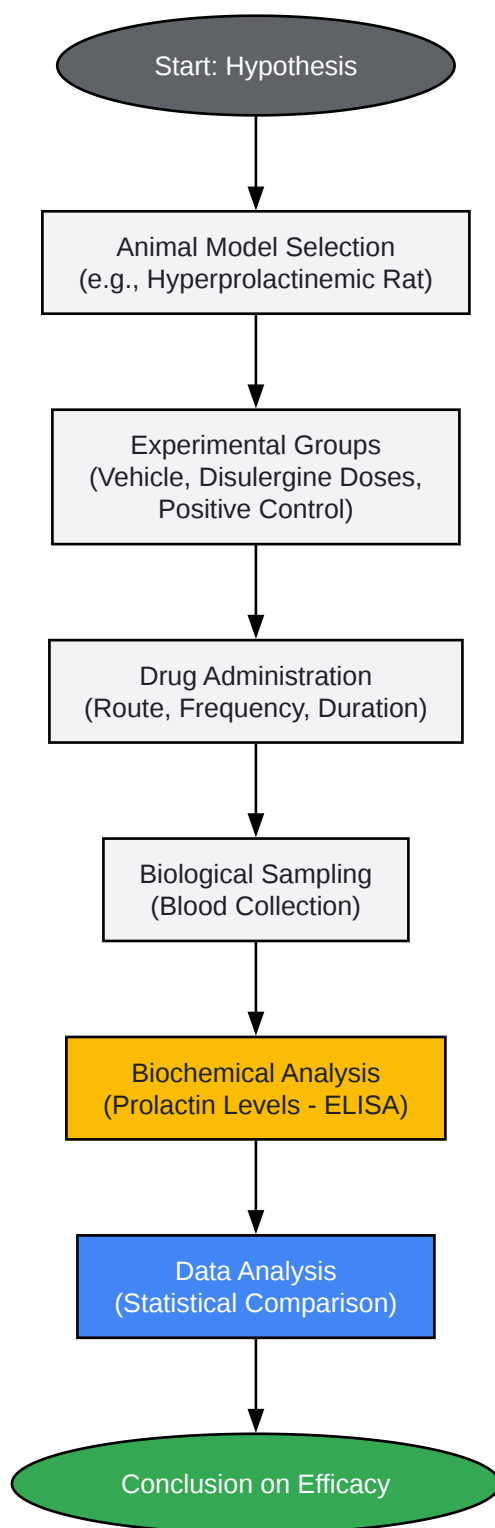 Start: Hypothesis
Animal Model Selection
(e.g., Hyperprolactinemic Rat)
Experimental Groups
(Vehicle, Disulergine Doses,
Positive Control)
Drug Administration
(Route, Frequency, Duration)
Biological Sampling
(Blood Collection)
Biochemical Analysis
(Prolactin Levels - ELISA)
Data Analysis
(Statistical Comparison)
Conclusion on Efficacy